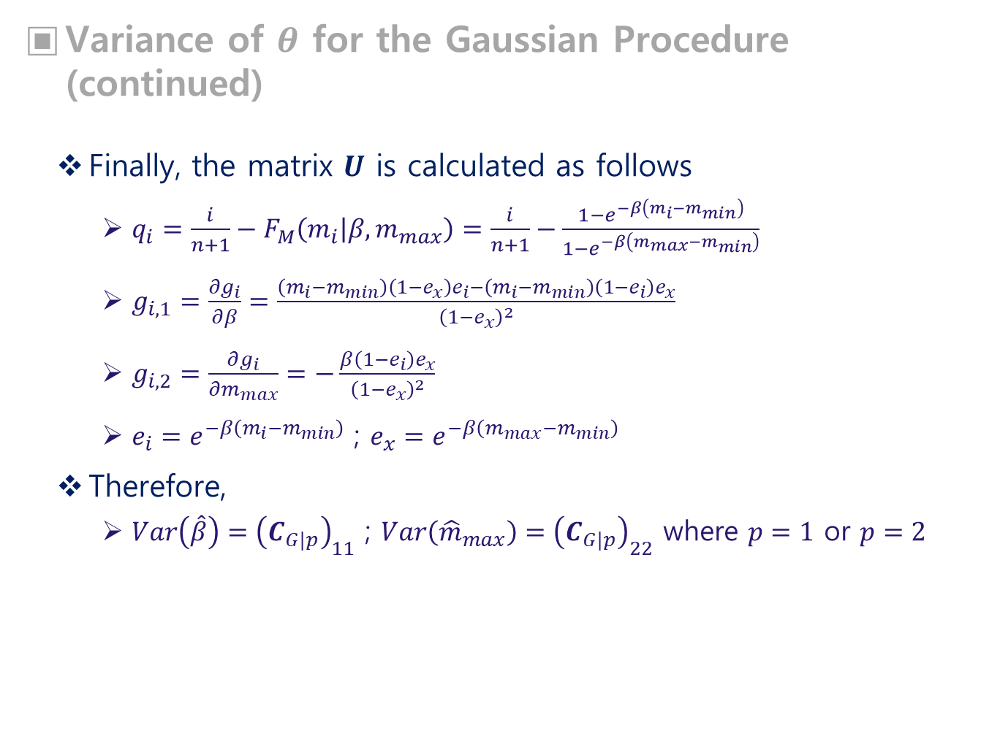 ▣ Variance of 𝜃 for the Gaussian Procedure
(continued)
❖ Finally, the matrix 𝑼 is calculated as follows
➢ $q_i = \frac{i}{n+1} - F_M(m_i|\beta, m_{max}) = \frac{i}{n+1} - \frac{1-e^{-\beta(m_i-m_{min})}}{1-e^{-\beta(m_{max}-m_{min})}}$
➢ $g_{i,1} = \frac{\partial g_i}{\partial \beta} = \frac{(m_i-m_{min})(1-e_x)e_i-(m_i-m_{min})(1-e_i)e_x}{(1-e_x)^2}$
➢ $g_{i,2} = \frac{\partial g_i}{\partial m_{max}} = -\frac{\beta(1-e_i)e_x}{(1-e_x)^2}$
➢ $e_i = e^{-\beta(m_i-m_{min})}$ ; $e_x = e^{-\beta(m_{max}-m_{min})}$
❖ Therefore,
➢ $Var(\hat{\beta}) = (\boldsymbol{C}_{G|p})_{11}$ ; $Var(\hat{m}_{max}) = (\boldsymbol{C}_{G|p})_{22}$ where $p = 1$ or $p = 2$